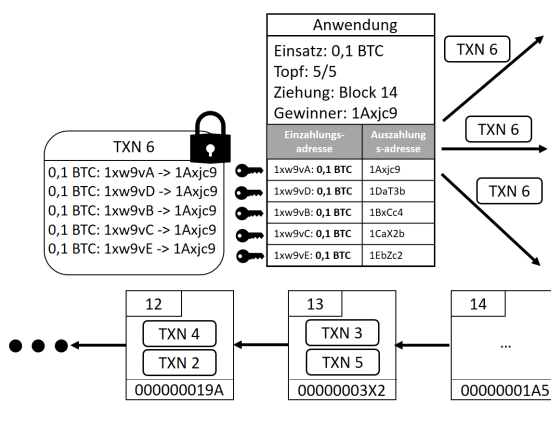 Anwendung
Einsatz: 0,1 BTC
Topf: 5/5
Ziehung: Block 14
Gewinner: 1Axjc9
Einzahlungs-
adresse
Auszahlung
s-adresse
1xw9vA: 0,1 BTC 1Axjc9
1xw9vD: 0,1 BTC 1DaT3b
1xw9vB: 0,1 BTC 1BxCc4
1xw9vC: 0,1 BTC 1CaX2b
1xw9vE: 0,1 BTC 1EbZc2
TXN 6
0,1 BTC: 1xw9vA -> 1Axjc9
0,1 BTC: 1xw9vD -> 1Axjc9
0,1 BTC: 1xw9vB -> 1Axjc9
0,1 BTC: 1xw9vC -> 1Axjc9
0,1 BTC: 1xw9vE -> 1Axjc9
TXN 6
TXN 6
TXN 6
12
TXN 4
TXN 2
000000019A
13
TXN 3
TXN 5
00000003X2
14
...
00000001A5